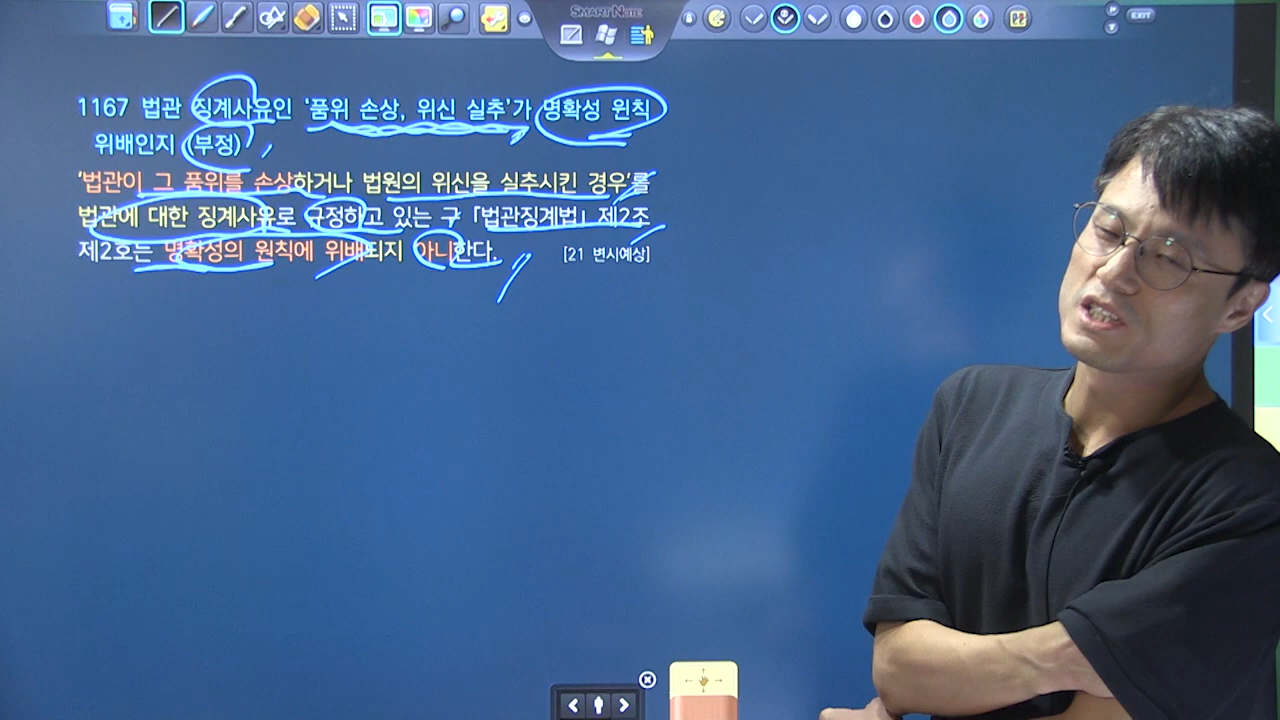 SMARTNOTE
EXIT
1167 법관 징계사유인 '품위 손상, 위신 실추'가 명확성 원칙
위배인지 (부정)
'법관이 그 품위를 손상하거나 법원의 위신을 실추시킨 경우'를
법관에 대한 징계사유로 규정하고 있는 구 「법관징계법」 제2조
제2호는 명확성의 원칙에 위배되지 아니한다. [21 변시예상]